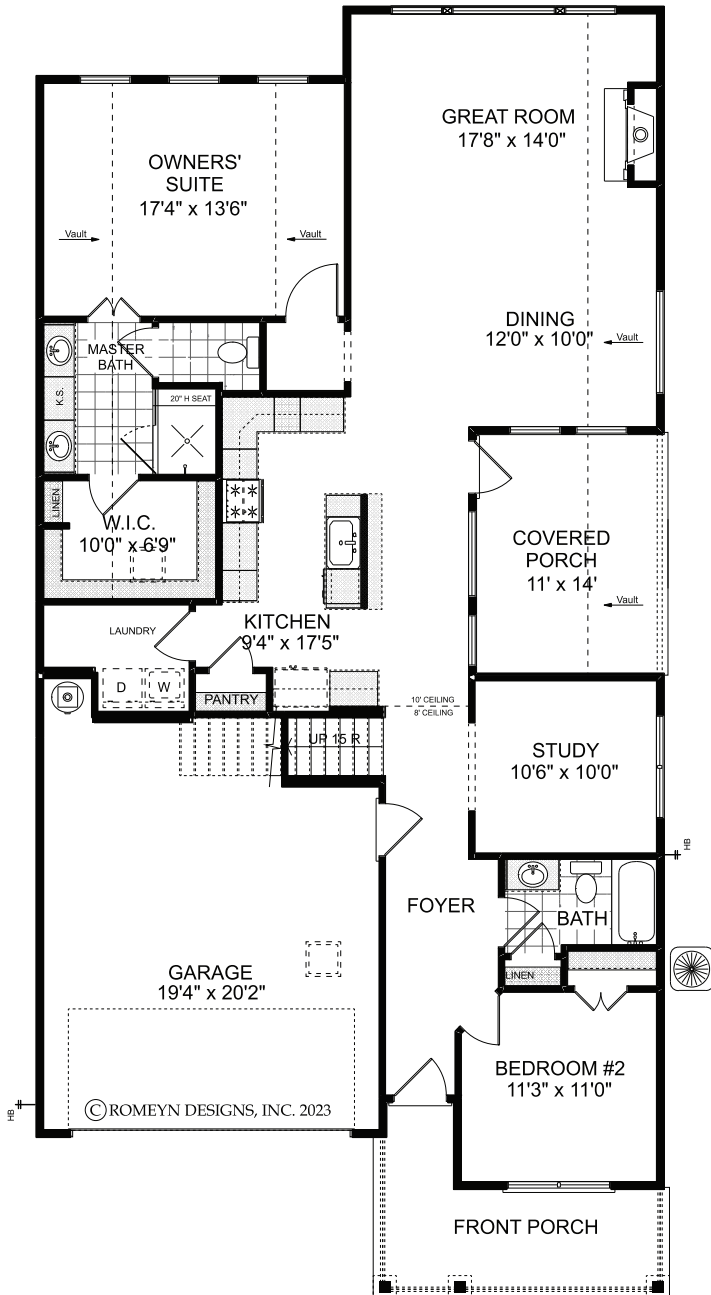 GREAT ROOM
17'8" x 14'0"
OWNERS'
SUITE
17'4" x 13'6"
Vault
Vault
DINING
12'0" x 10'0"
Vault
MASTER
BATH
K.S.
20" H SEAT
LINEN
W.I.C.
10'0" x 6'9"
COVERED
PORCH
11' x 14'
Vault
LAUNDRY
KITCHEN
9'4" x 17'5"
D
W
PANTRY
10' CEILING
8' CEILING
UP 15 R
STUDY
10'6" x 10'0"
HB
FOYER
BATH
LINEN
GARAGE
19'4" x 20'2"
BEDROOM #2
11'3" x 11'0"
HB
© ROMEYN DESIGNS, INC. 2023
FRONT PORCH